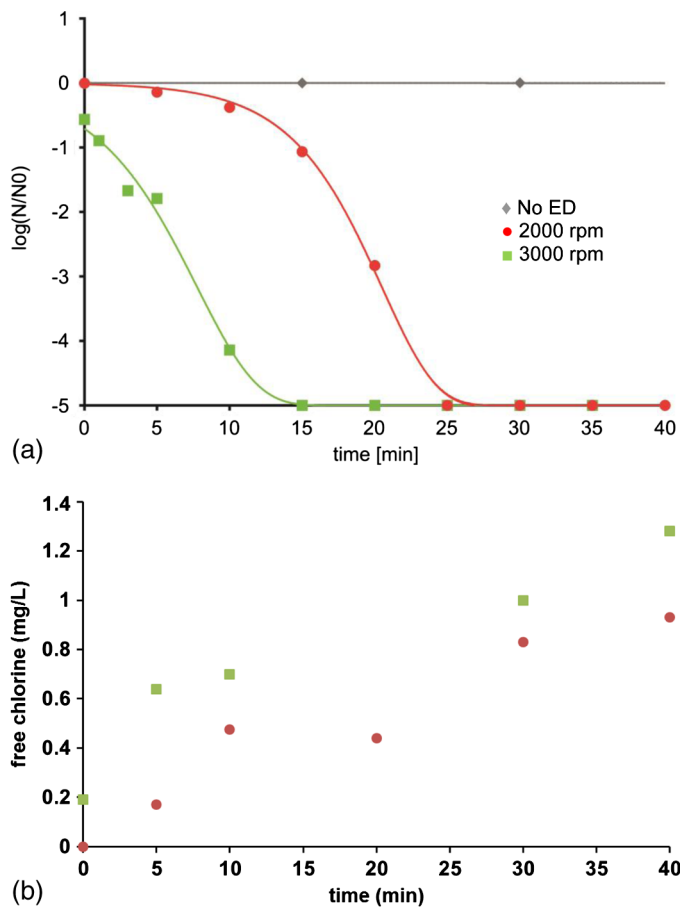 1
0
-1
-2
-3
-4
-5
log(N/N0)
No ED
2000 rpm
3000 rpm
0 5 10 15 20 25 30 35 40
time [min]
(a)
1.4
1.2
1
0.8
0.6
0.4
0.2
0
free chlorine (mg/L)
0 5 10 15 20 25 30 35 40
time (min)
(b)